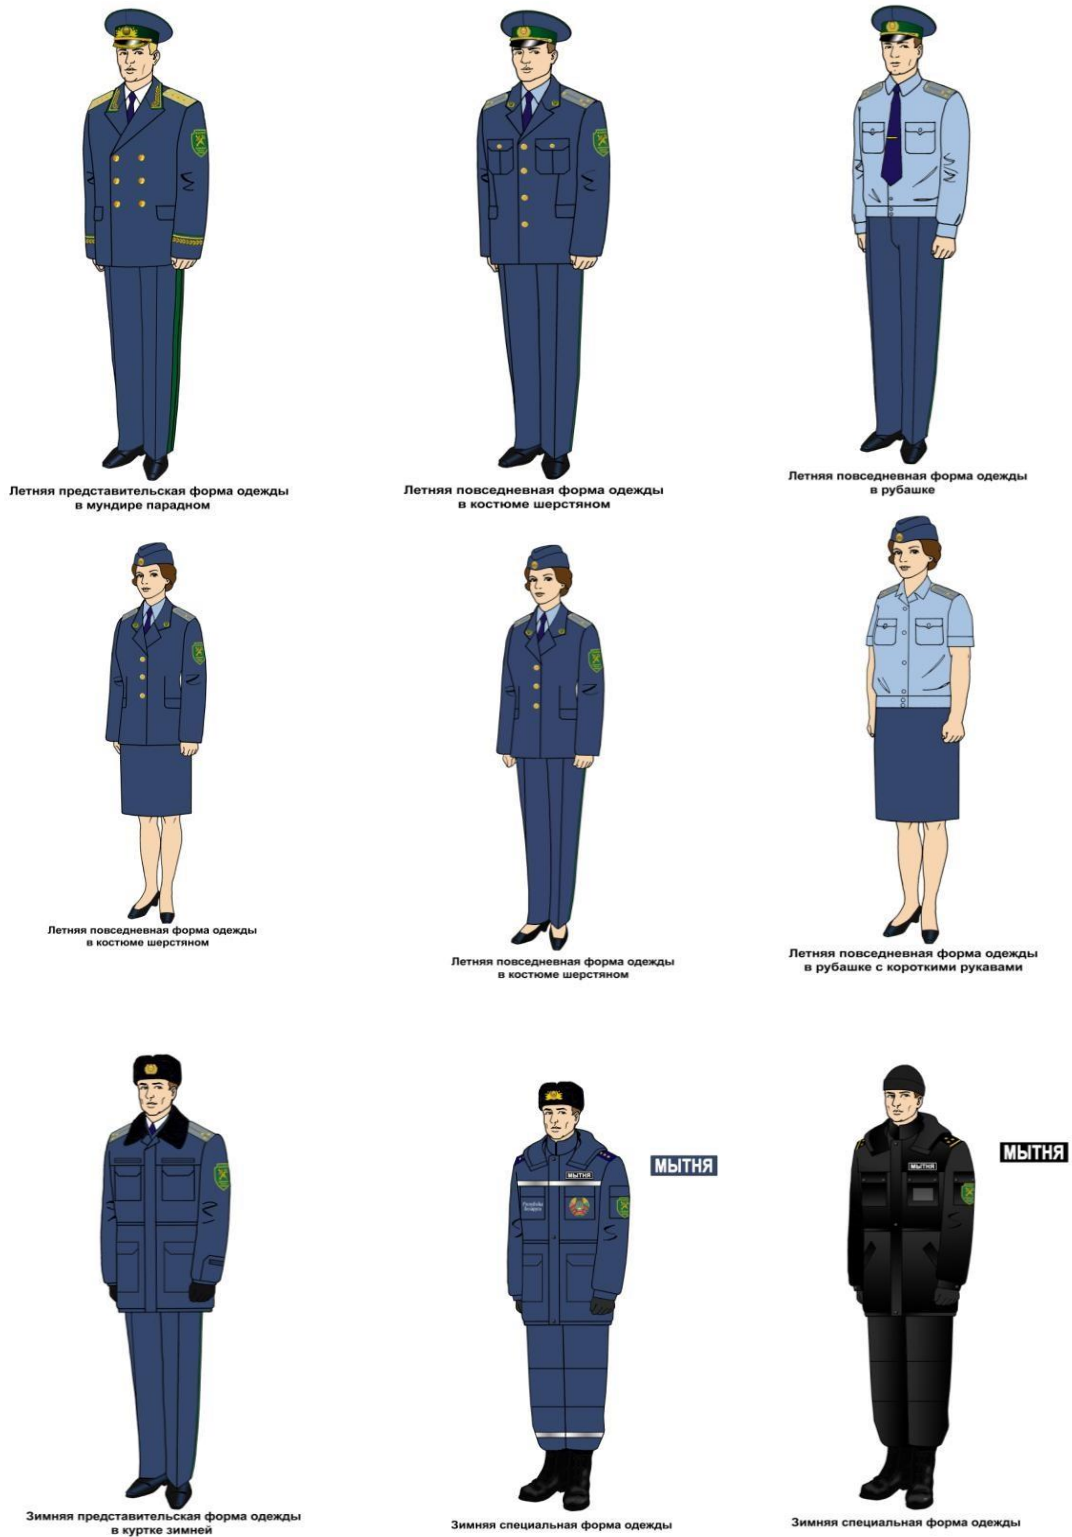 Летняя представительская форма одежды
в мундире парадном
Летняя повседневная форма одежды
в костюме шерстяном
Летняя повседневная форма одежды
в рубашке
Летняя повседневная форма одежды
в костюме шерстяном
Летняя повседневная форма одежды
в костюме шерстяном
Летняя повседневная форма одежды
в рубашке с короткими рукавами
МЫТНЯ
МЫТНЯ
МЫТНЯ
МЫТНЯ
Зимняя представительская форма одежды
в куртке зимней
Зимняя специальная форма одежды
Зимняя специальная форма одежды